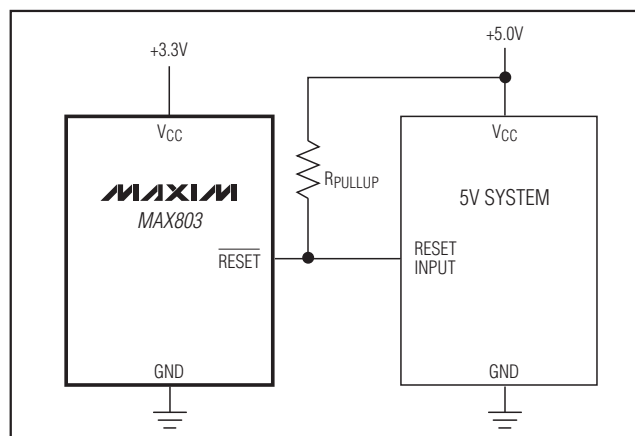 +3.3V
+5.0V
VCC
VCC
MAXIM
MAX803
RPULLUP
5V SYSTEM
RESET
RESET
INPUT
GND
GND